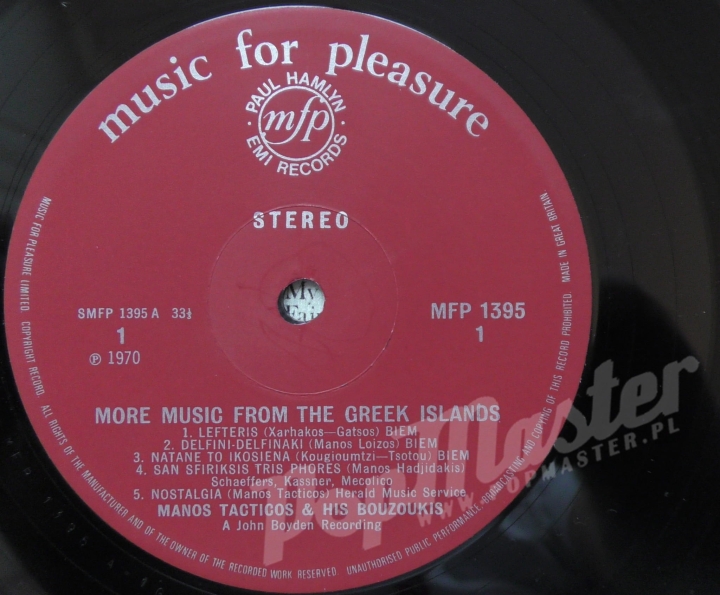 music for pleasure
PAUL HAMLYN
mfp
EMI RECORDS
STEREO
My
Fair
SMFP 1395 A 33⅓
1
℗ 1970
MFP 1395
1
MORE MUSIC FROM THE GREEK ISLANDS
1. LEFTERIS (Xarhakos—Gatsos) BIEM
2. DELFINI-DELFINAKI (Manos Loizos) BIEM
3. NATANE TO IKOSIENA (Kougioumtzi—Tsotou) BIEM
4. SAN SFIRIKSIS TRIS PHORES (Manos Hadjidakis)
Schaeffers, Kassner, Mecolico
5. NOSTALGIA (Manos Tacticos) Herald Music Service
MANOS TACTICOS & HIS BOUZOUKIS
A John Boyden Recording
MUSIC FOR PLEASURE LIMITED. COPYRIGHT RECORD. ALL RIGHTS OF THE MANUFACTURER AND OF THE OWNER OF THE RECORDED WORK RESERVED UNAUTHORISED PUBLIC PERFORMANCE, BROADCASTING AND COPYING OF THIS RECORD PROHIBITED. MADE IN GREAT BRITAIN
popMaster
WWW.POPMASTER.PL